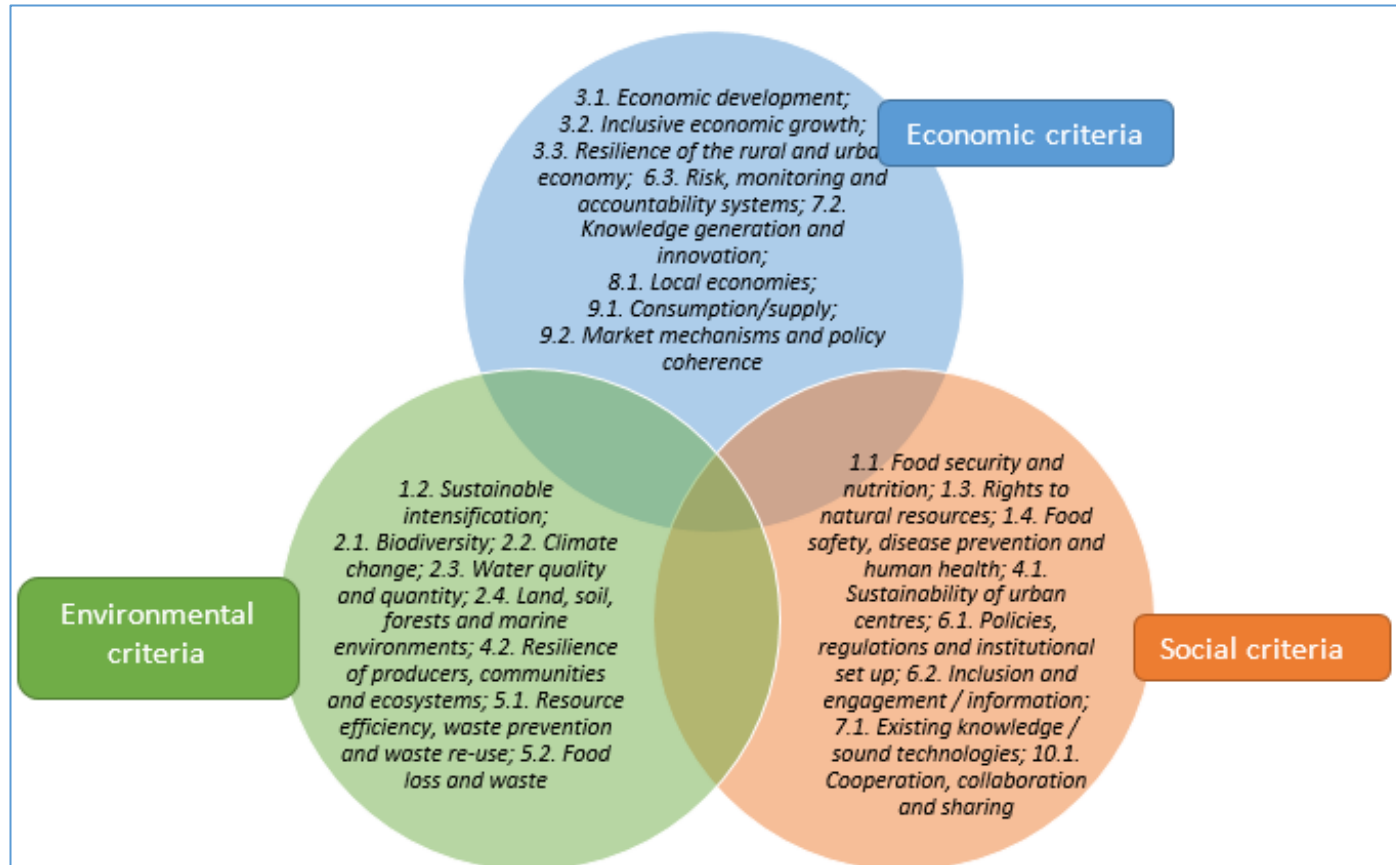 3.1. Economic development;
3.2. Inclusive economic growth;
3.3. Resilience of the rural and urba
economy;  6.3. Risk, monitoring and
accountability systems; 7.2.
Knowledge generation and
innovation;
8.1. Local economies;
9.1. Consumption/supply;
9.2. Market mechanisms and policy
coherence
Economic criteria
1.2. Sustainable
intensification;
2.1. Biodiversity; 2.2. Climate
change; 2.3. Water quality
and quantity; 2.4. Land, soil,
forests and marine
environments; 4.2. Resilience
of producers, communities
and ecosystems; 5.1. Resource
efficiency, waste prevention
and waste re-use; 5.2. Food
loss and waste
Environmental
criteria
1.1. Food security and
nutrition; 1.3. Rights to
natural resources; 1.4. Food
safety, disease prevention and
human health; 4.1.
Sustainability of urban
centres; 6.1. Policies,
regulations and institutional
set up; 6.2. Inclusion and
engagement / information;
7.1. Existing knowledge /
sound technologies; 10.1.
Cooperation, collaboration
and sharing
Social criteria